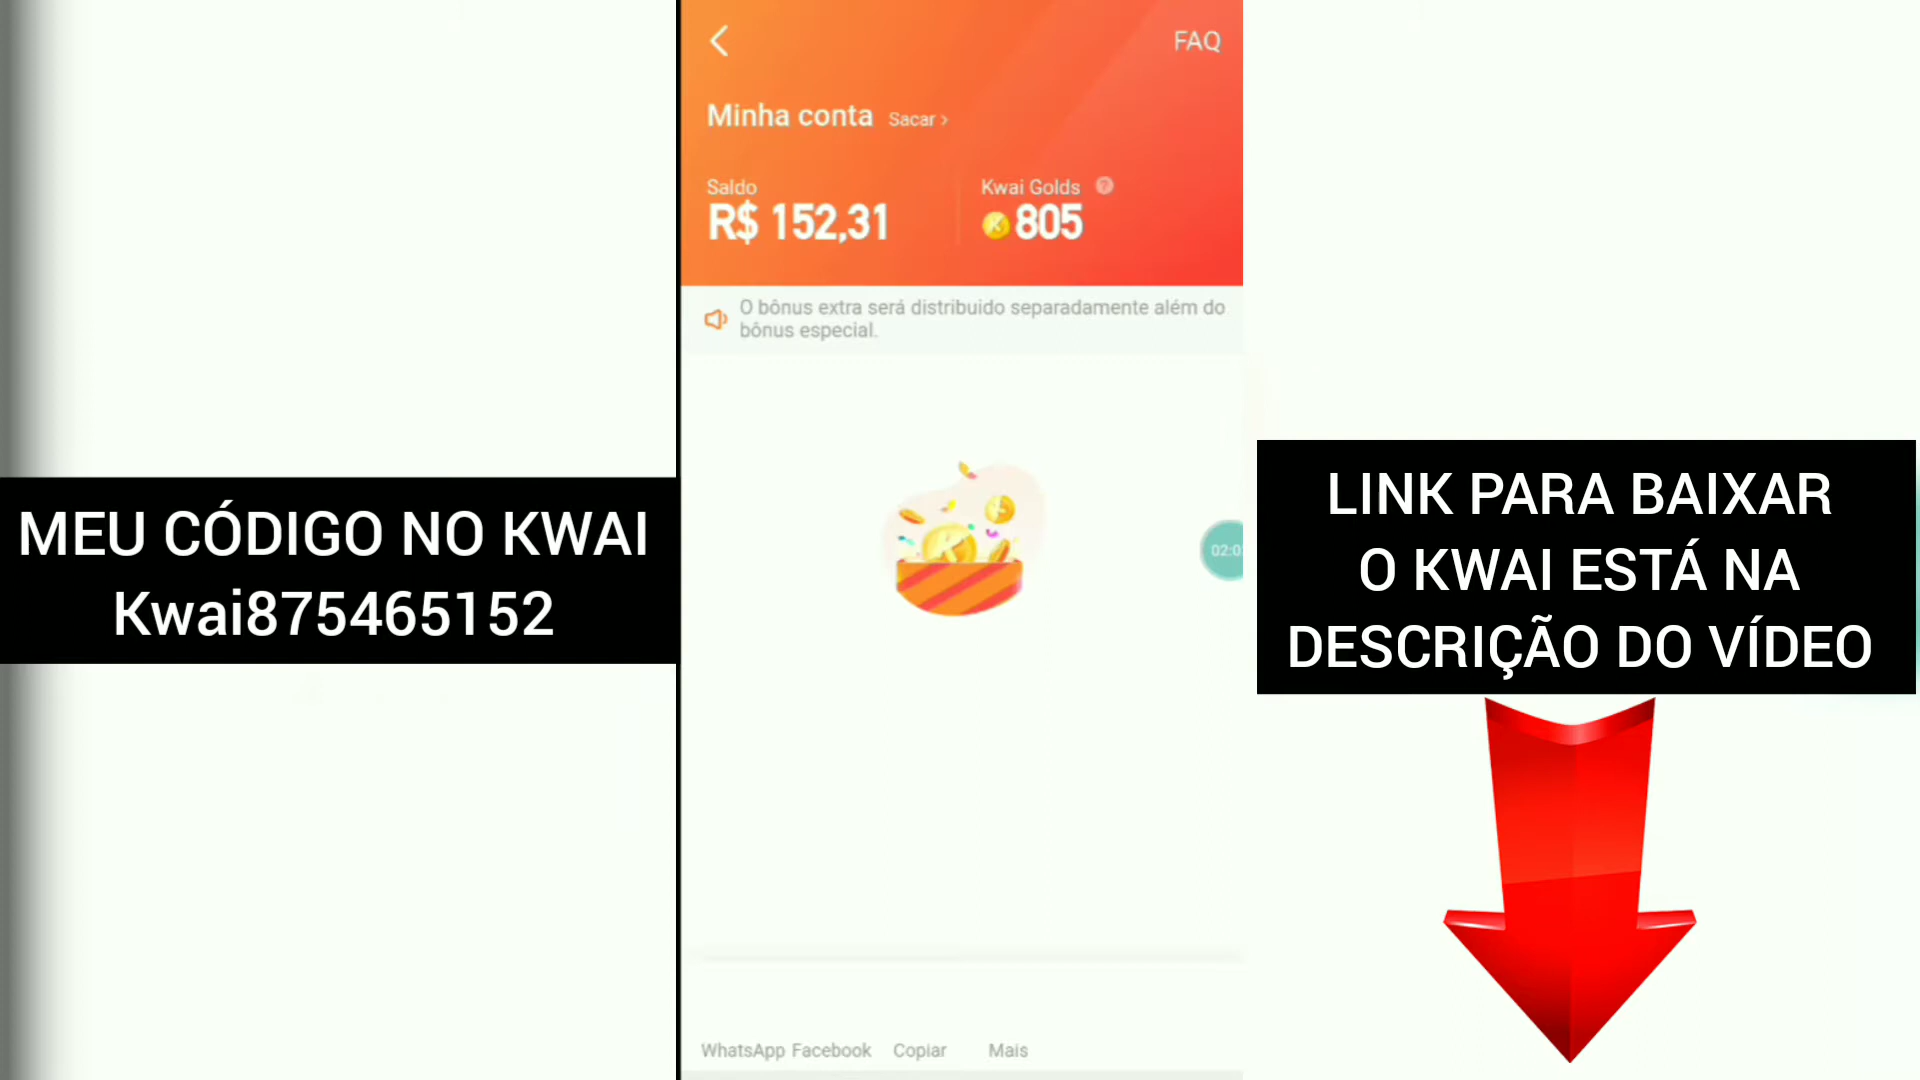 FAQ
Minha conta Sacar >
Saldo
Kwai Golds ?
R$ 152,31
805
O bônus extra será distribuido separadamente além do
bônus especial.
MEU CÓDIGO NO KWAI
Kwai875465152
LINK PARA BAIXAR
O KWAI ESTÁ NA
DESCRIÇÃO DO VÍDEO
WhatsApp Facebook Copiar Mais